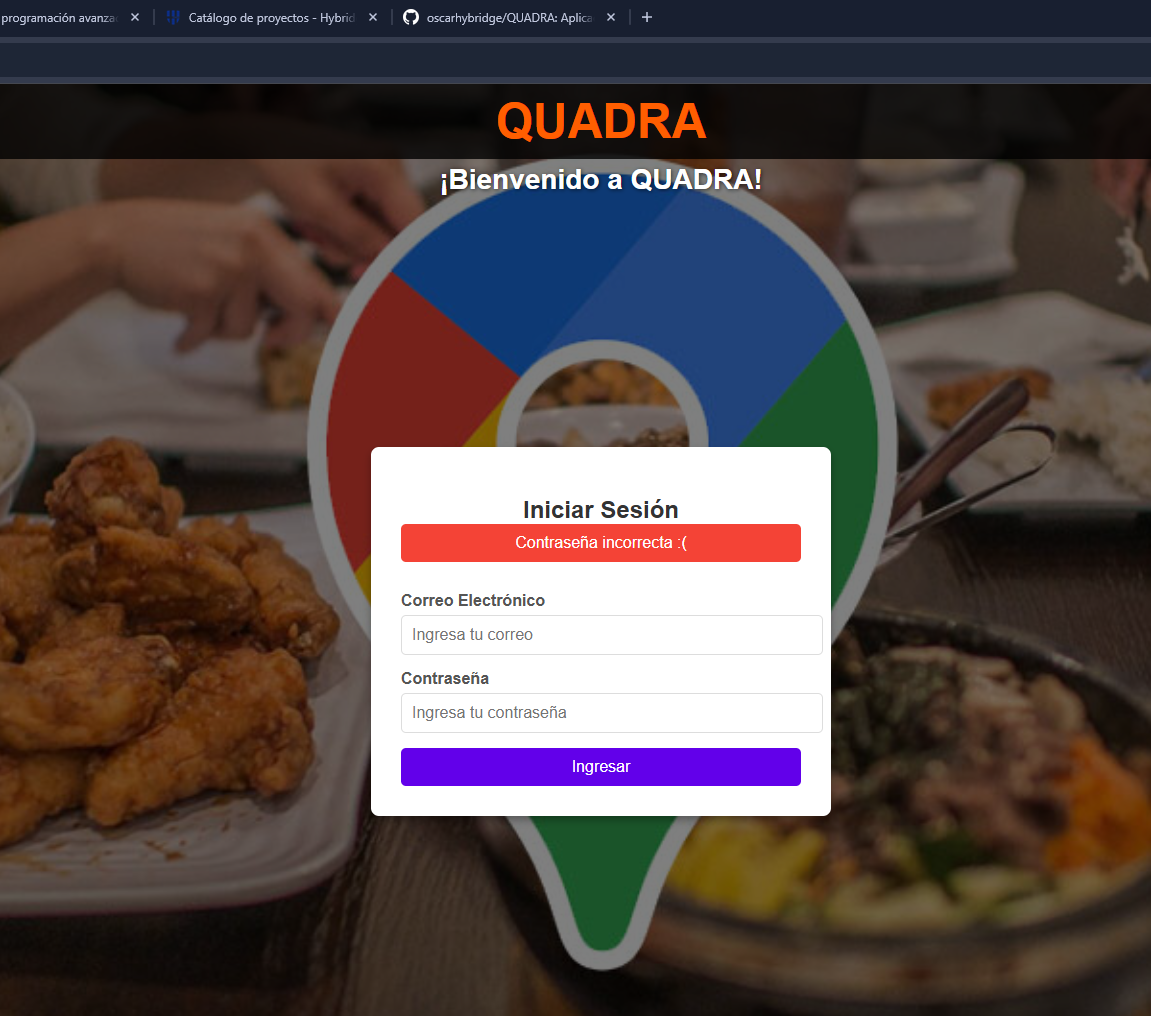 programación avanza
Catálogo de proyectos - Hybrid
oscarhybridge/QUADRA: Aplica
QUADRA
¡Bienvenido a QUADRA!
Iniciar Sesión
Contraseña incorrecta :(
Correo Electrónico
Ingresa tu correo
Contraseña
Ingresa tu contraseña
Ingresar